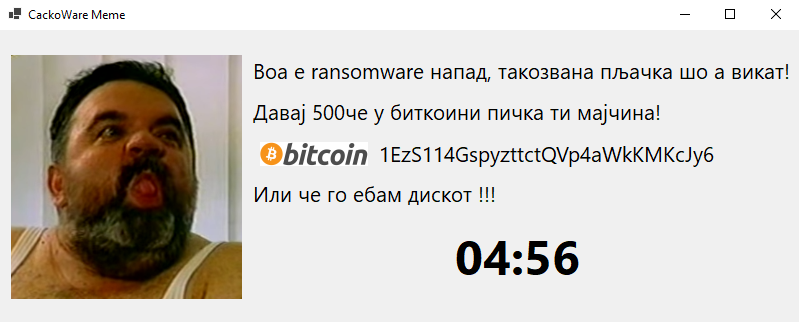 CackoWare Meme
Воа е ransomware напад, такозвана пљачка шо а викат!
Давај 500че у биткоини пичка ти мајчина!
bitcoin 1EzS114GspyzttctQVp4aWkKMKcJy6
Или че го ебам дискот !!!
04:56